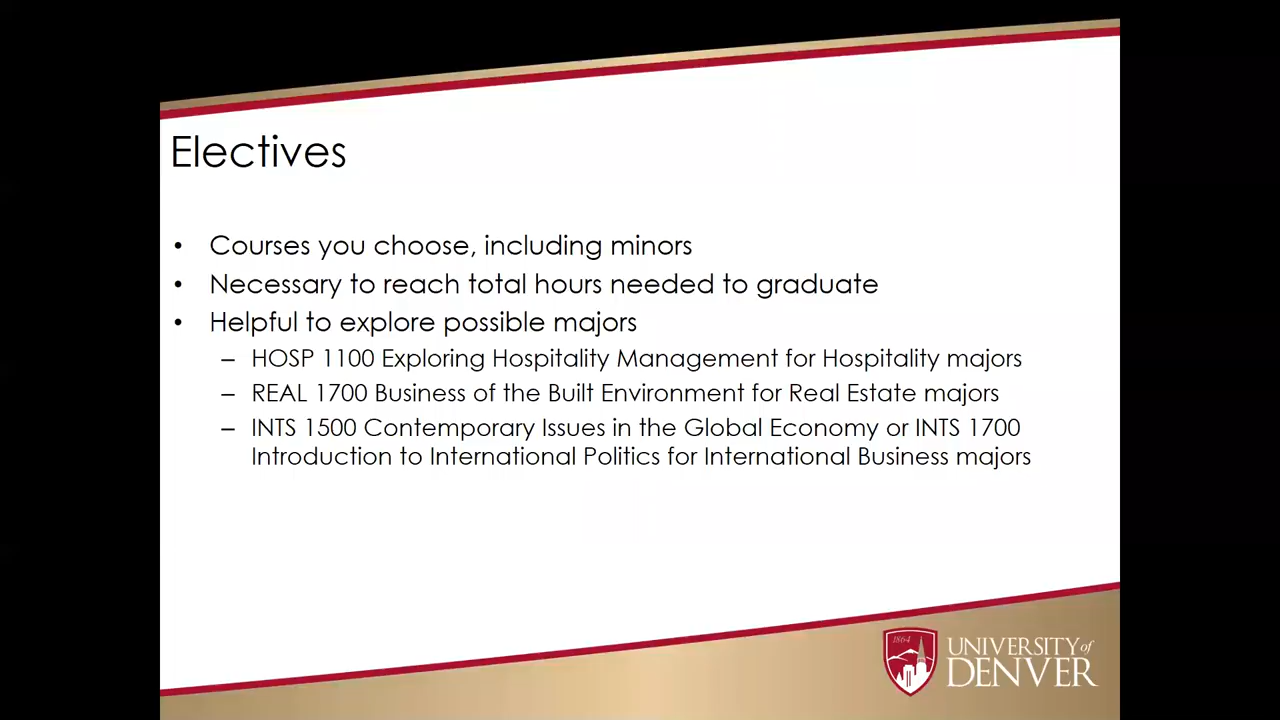 Electives
• Courses you choose, including minors
• Necessary to reach total hours needed to graduate
• Helpful to explore possible majors
– HOSP 1100 Exploring Hospitality Management for Hospitality majors
– REAL 1700 Business of the Built Environment for Real Estate majors
– INTS 1500 Contemporary Issues in the Global Economy or INTS 1700
Introduction to International Politics for International Business majors
1864
UNIVERSITY of
DENVER